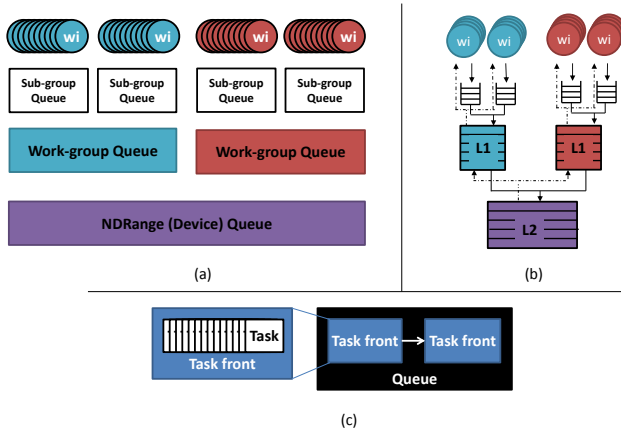 wi wi wi wi
Sub-group Queue Sub-group Queue Sub-group Queue Sub-group Queue
Work-group Queue Work-group Queue
NDRange (Device) Queue
(a)
wi wi wi wi
L1 L1
L2
(b)
Task
Task front
Task front Task front
Queue
(c)